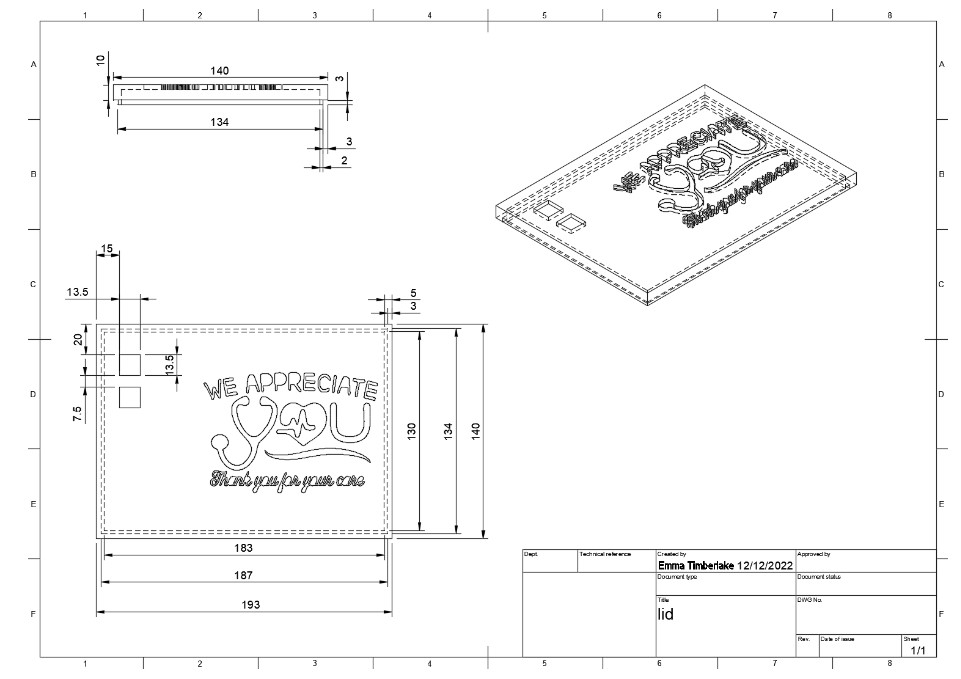 1 2 3 4 5 6 7 8
A A
10
140
3
134
3
2
B B
15
C C
13.5
5
3
20
13.5
7.5
D D
WE APPRECIATE
YOU
Thank you for your care
130
134
140
E E
183
187
193
F F
Dept.
Technical reference
Created by
Emma Timberlake 12/12/2022
Approved by
Document type
Document status
Title
lid
DWG No.
Rev.
Date of issue
Sheet
1/1
1 2 3 4 5 6 7 8